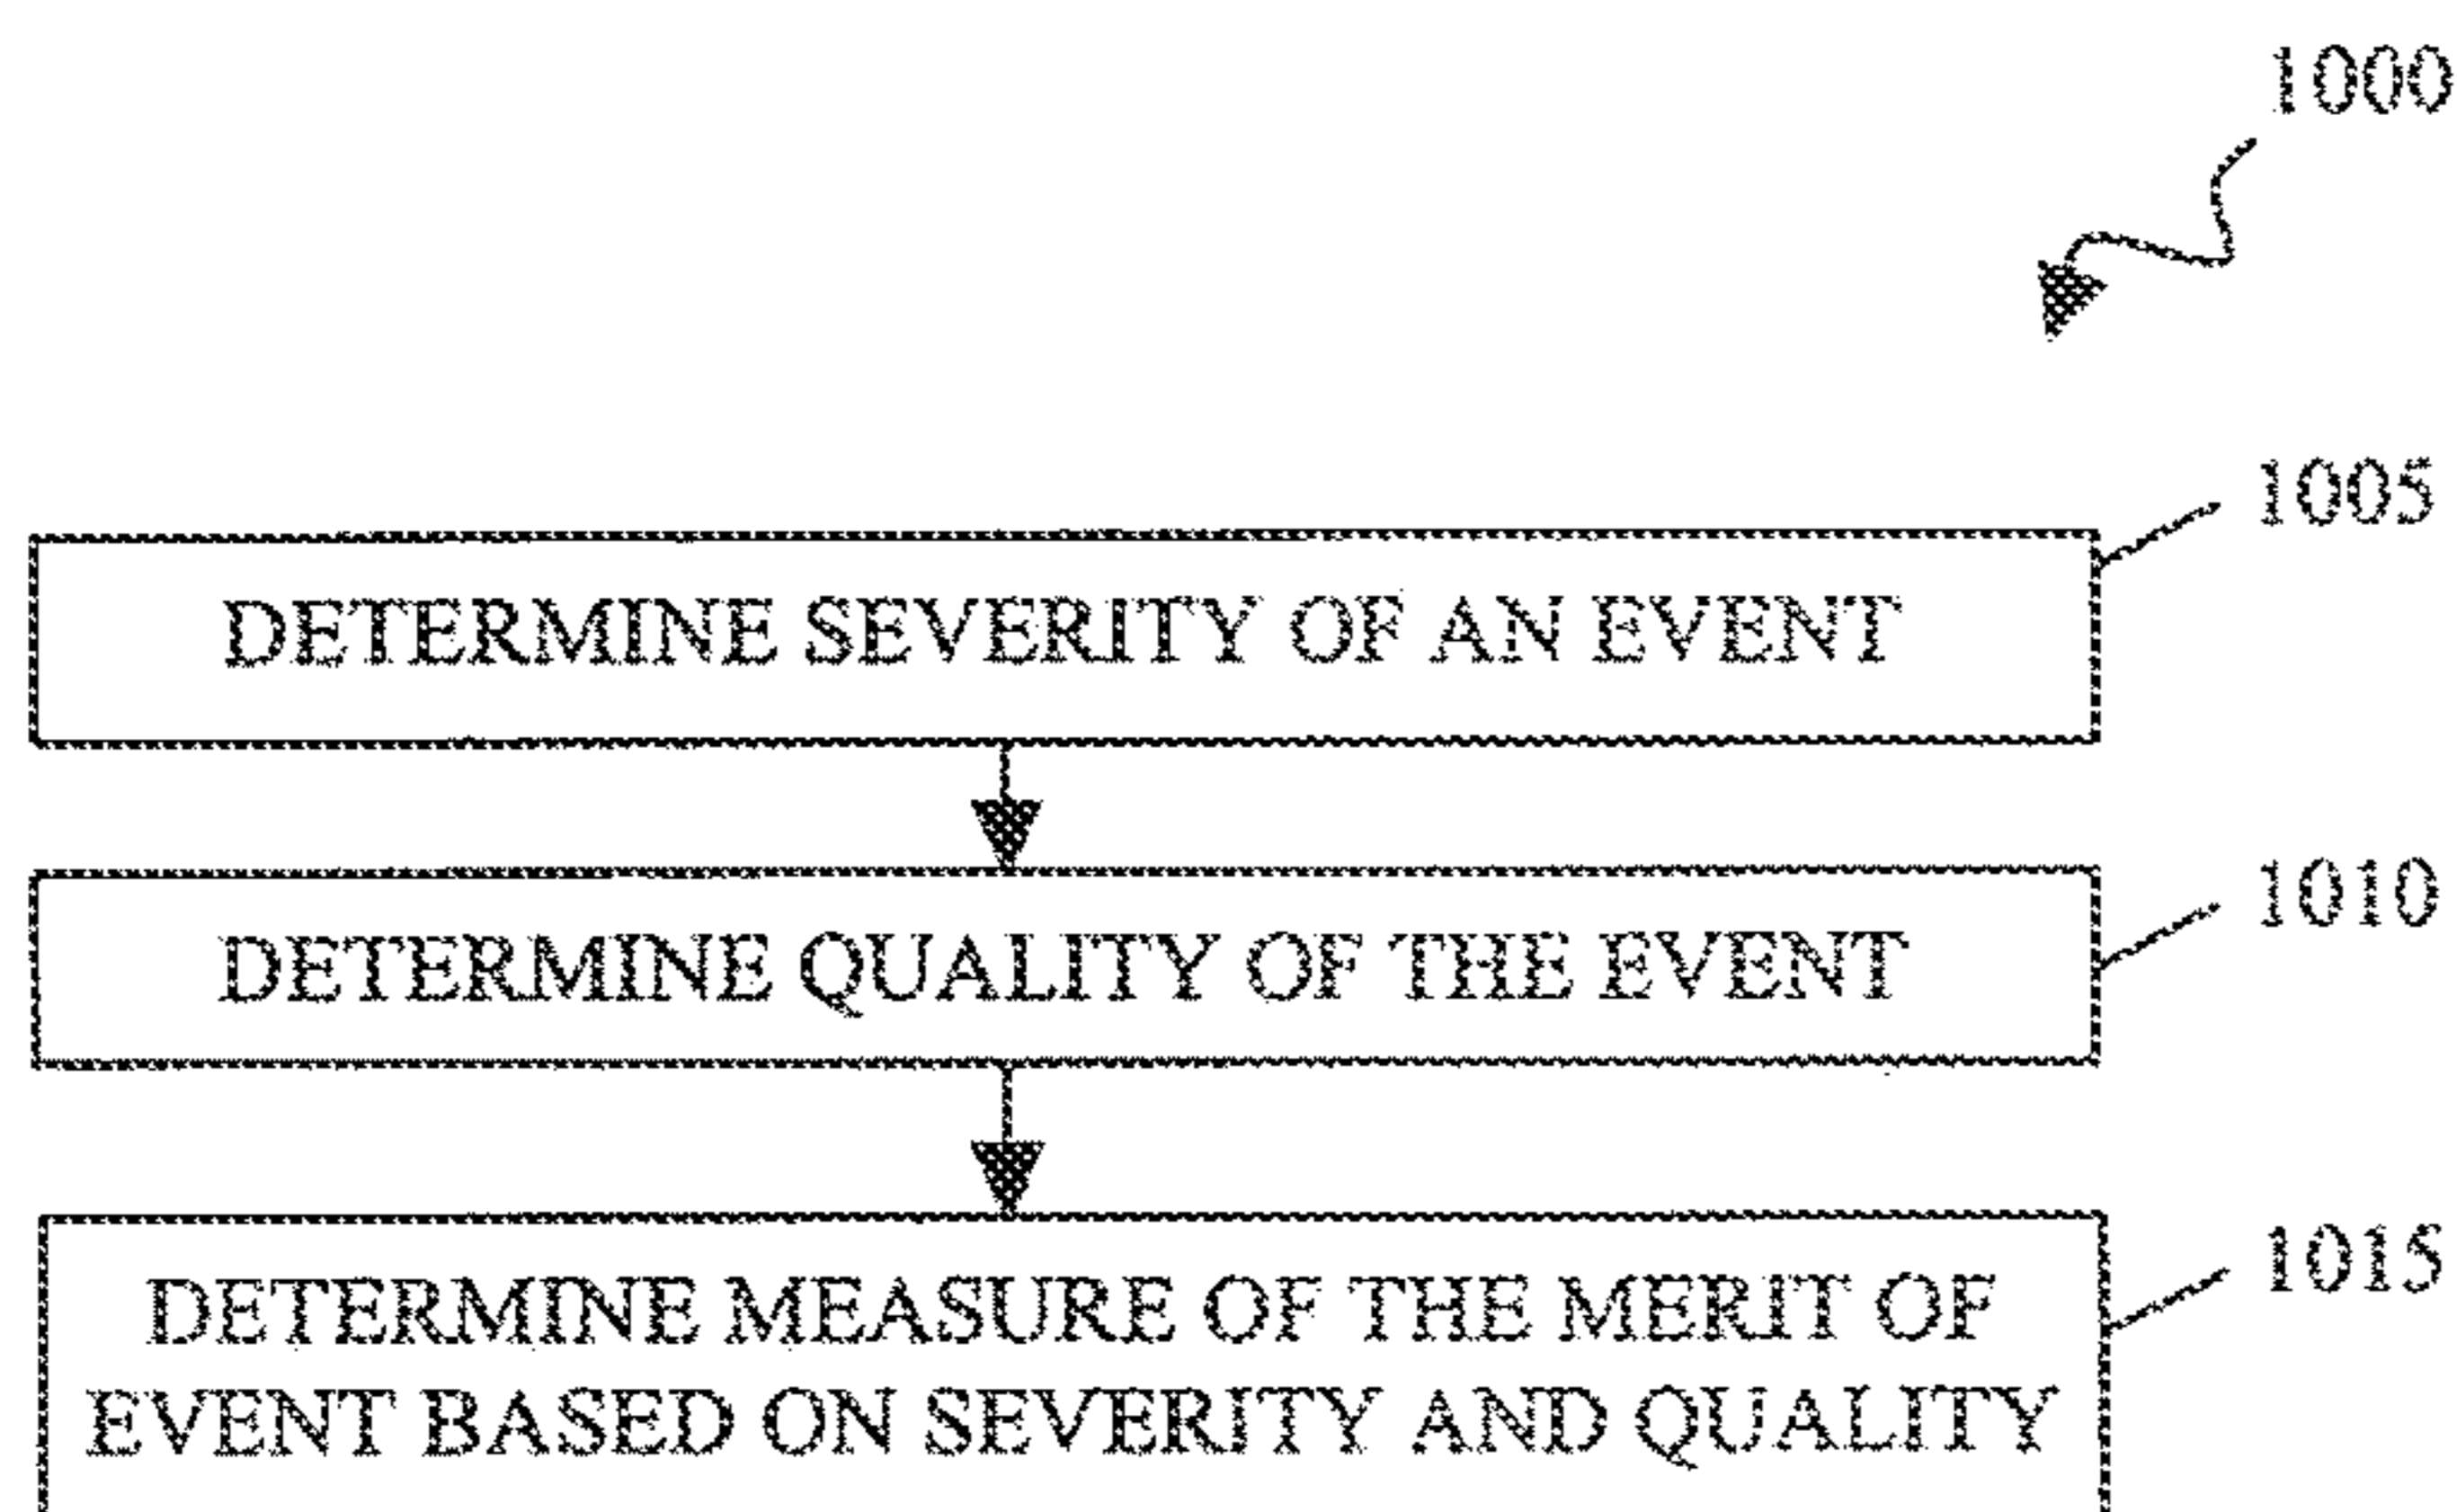 1000
1005
DETERMINE SEVERITY OF AN EVENT
1010
DETERMINE QUALITY OF THE EVENT
1015
DETERMINE MEASURE OF THE MERIT OF
EVENT BASED ON SEVERITY AND QUALITY